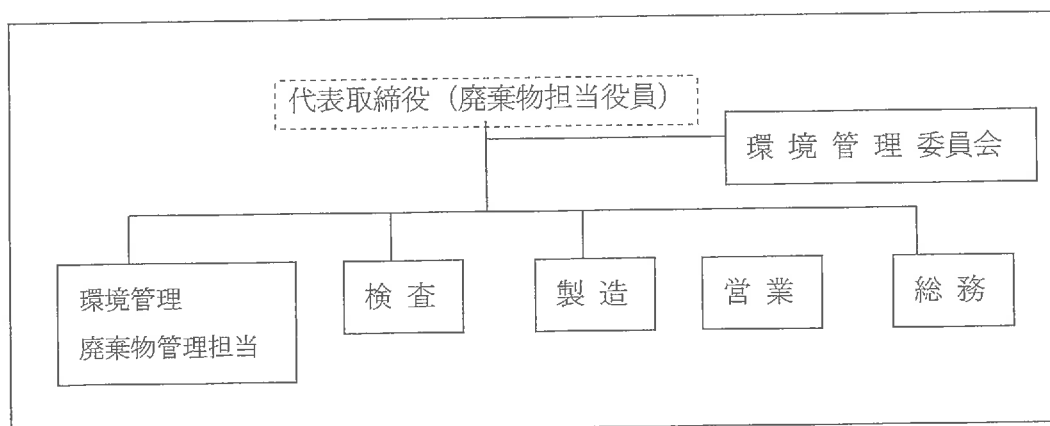 代表取締役（廃棄物担当役員）
環境管理委員会
環境管理
廃棄物管理担当
検査
製造
営業
総務